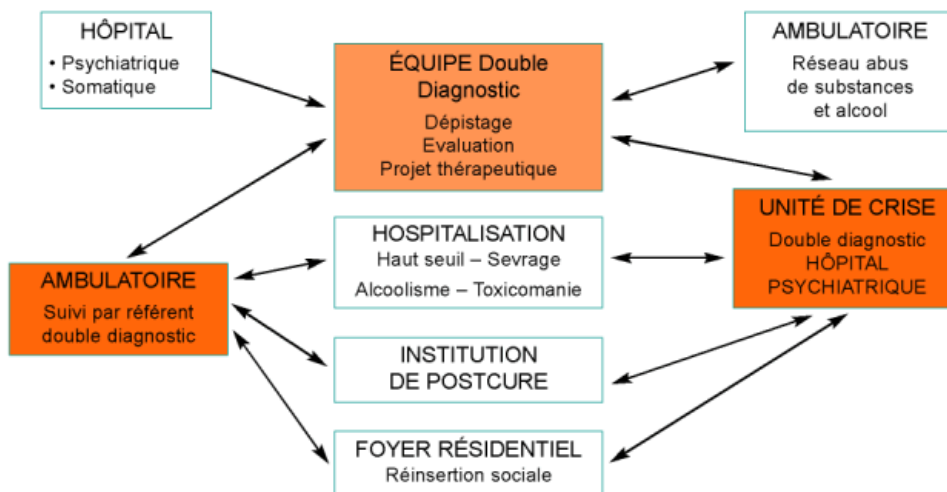 HÔPITAL
• Psychiatrique
• Somatique
ÉQUIPE Double
Diagnostic
Dépistage
Evaluation
Projet thérapeutique
AMBULATOIRE
Réseau abus
de substances
et alcool
UNITÉ DE CRISE
Double diagnostic
HÔPITAL
PSYCHIATRIQUE
HOSPITALISATION
Haut seuil – Sevrage
Alcoolisme – Toxicomanie
AMBULATOIRE
Suivi par référent
double diagnostic
INSTITUTION
DE POSTCURE
FOYER RÉSIDENTIEL
Réinsertion sociale